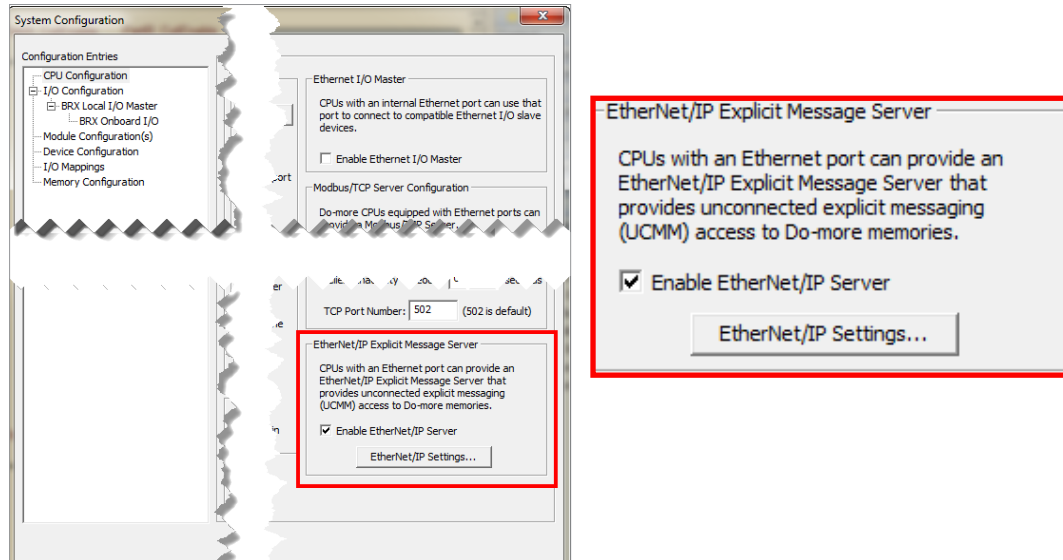 System Configuration
Configuration Entries
CPU Configuration
I/O Configuration
BRX Local I/O Master
BRX Onboard I/O
Module Configuration(s)
Device Configuration
I/O Mappings
Memory Configuration
Ethernet I/O Master
CPUs with an internal Ethernet port can use that
port to connect to compatible Ethernet I/O slave
devices.
Enable Ethernet I/O Master
Modbus/TCP Server Configuration
Do-more CPUs equipped with Ethernet ports can
TCP Port Number: 502 (502 is default)
EtherNet/IP Explicit Message Server
CPUs with an Ethernet port can provide an
EtherNet/IP Explicit Message Server that
provides unconnected explicit messaging
(UCMM) access to Do-more memories.
Enable EtherNet/IP Server
EtherNet/IP Settings...
EtherNet/IP Explicit Message Server
CPUs with an Ethernet port can provide an
EtherNet/IP Explicit Message Server that
provides unconnected explicit messaging
(UCMM) access to Do-more memories.
Enable EtherNet/IP Server
EtherNet/IP Settings...